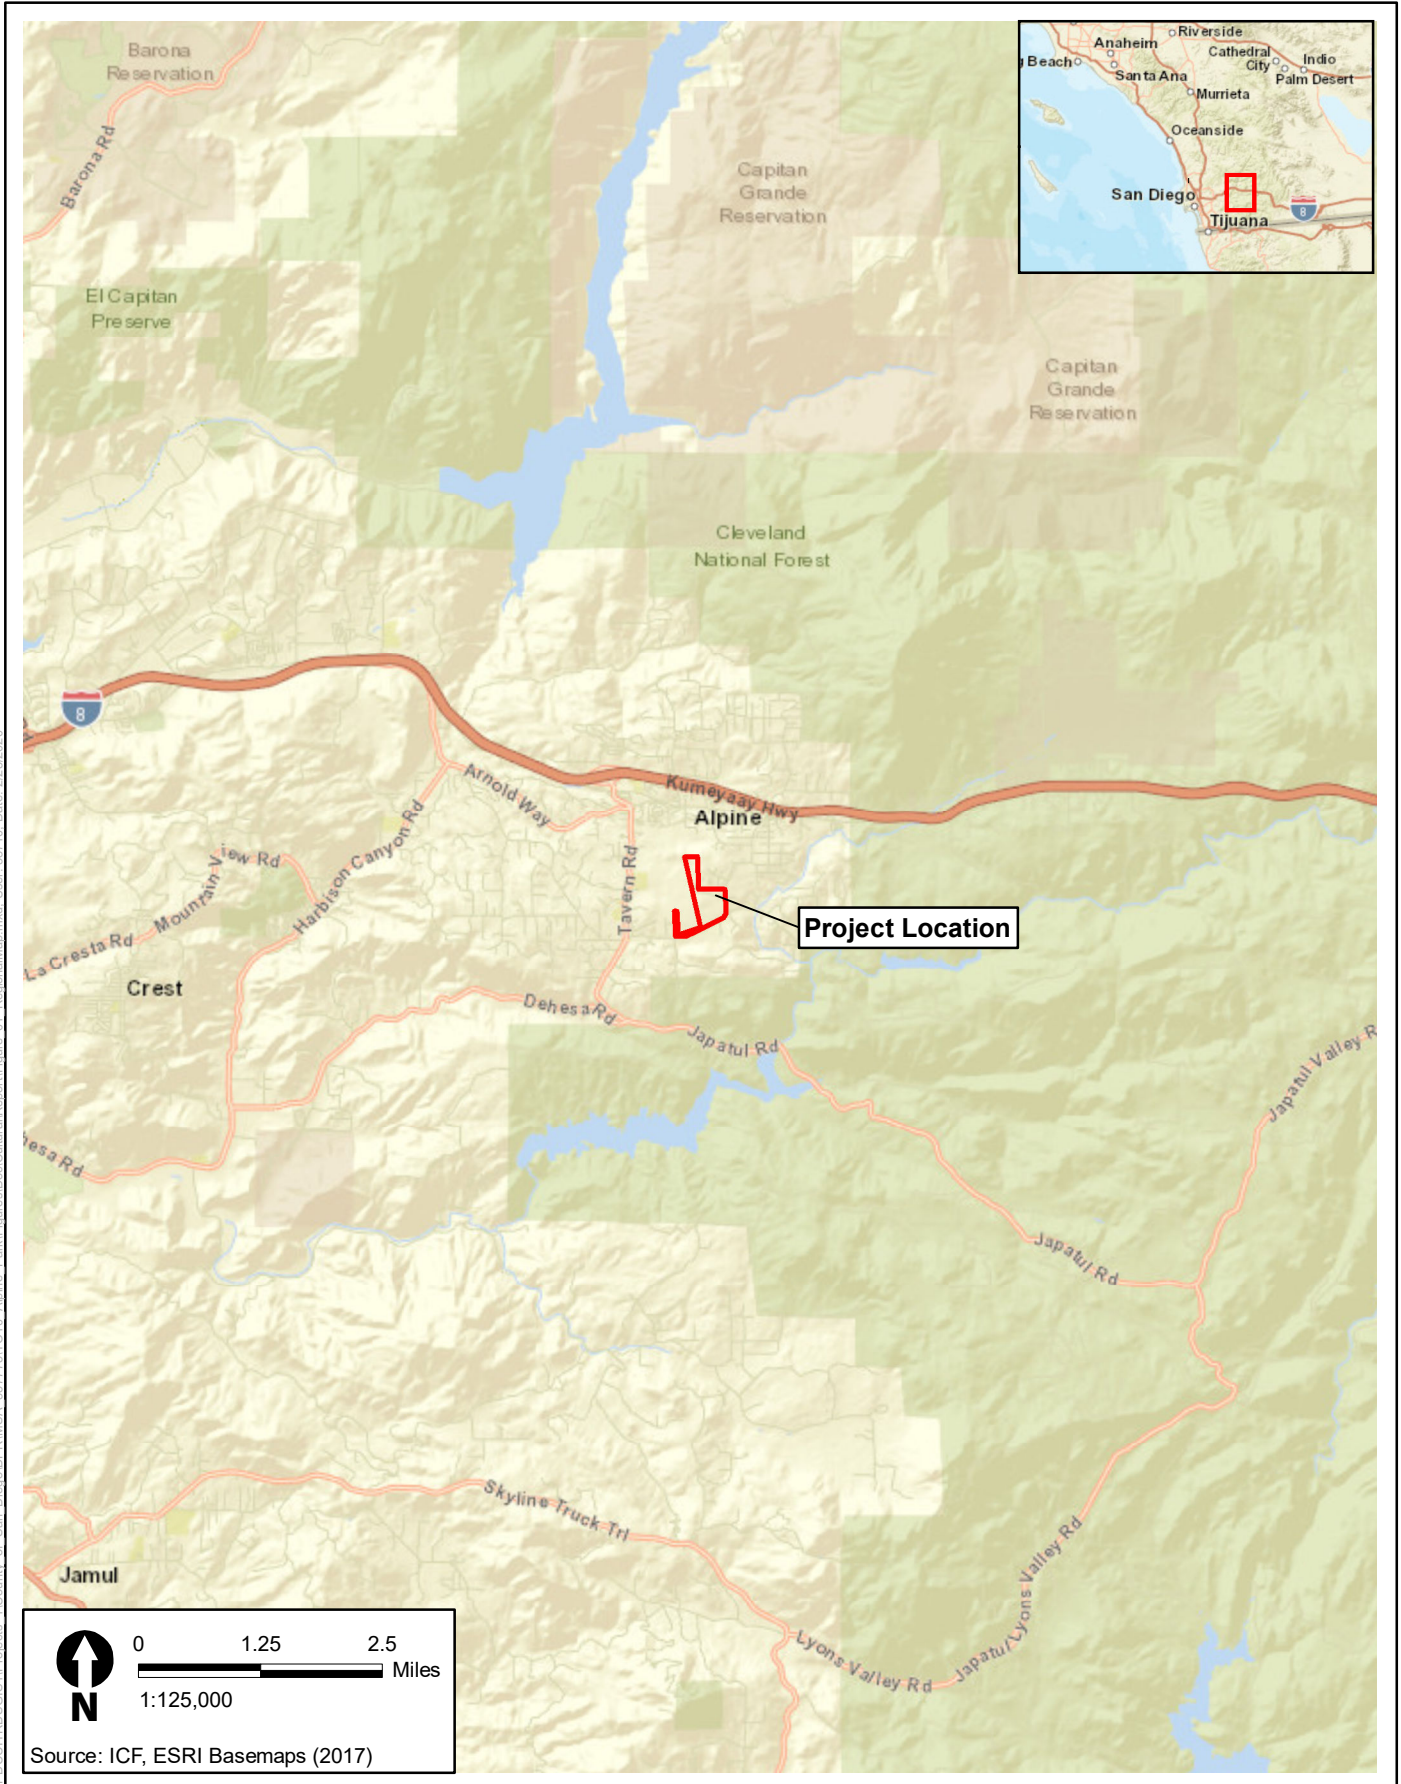 Barona
Reservation
Barona Rd
Capitan
Grande
Reservation
Riverside
Anaheim
Cathedral
City
Indio
Beach
Santa Ana
Palm Desert
Murrieta
Oceanside
San Diego
8
Tijuana
El Capitan
Preserve
Capitan
Grande
Reservation
Cleveland
National Forest
8
Arnold Way
Kumeyaay Hwy
Alpine
Tavern Rd
Harbison Canyon Rd
Mountain View Rd
La Cresta Rd
Project Location
Crest
Dehesa Rd
Japatul Rd
Japatul Valley R
hesa Rd
Japatul Rd
Skyline Truck Trl
Japatul/Lyons Valley Rd
Jamul
Lyons Valley Rd
0 1.25 2.5
Miles
1:125,000
N
Source: ICF, ESRI Basemaps (2017)